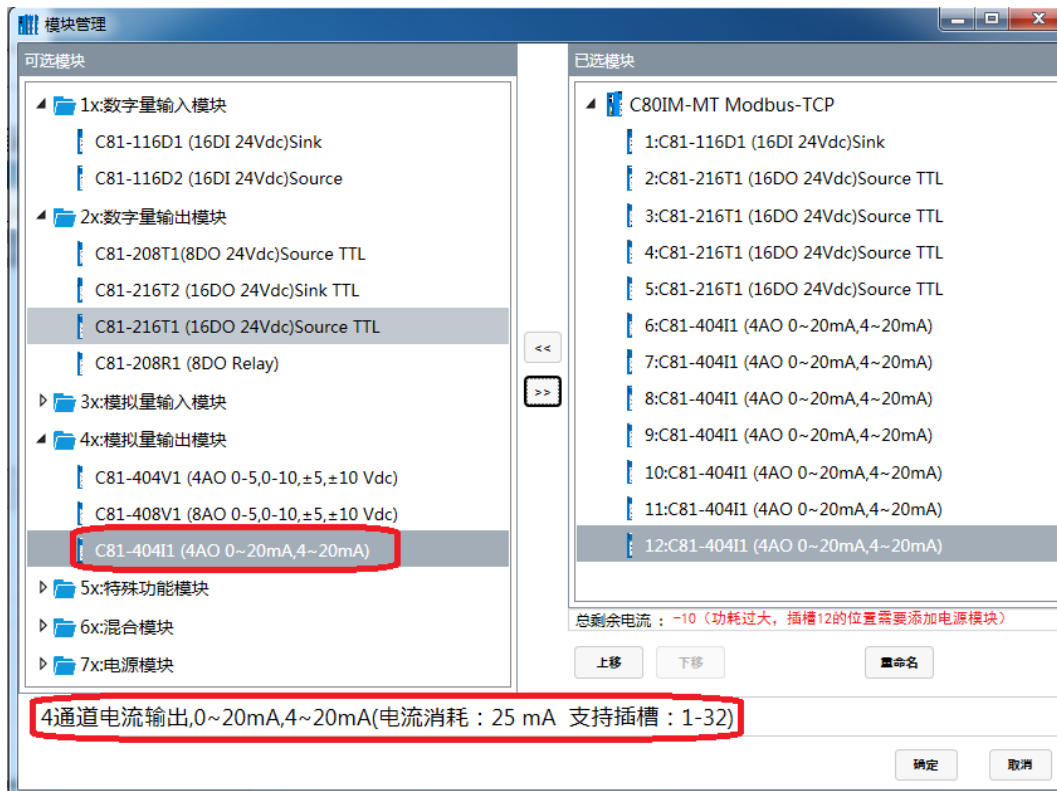 模块管理
可选模块
1x:数字量输入模块
C81-116D1 (16DI 24Vdc)Sink
C81-116D2 (16DI 24Vdc)Source
2x:数字量输出模块
C81-208T1(8DO 24Vdc)Source TTL
C81-216T2 (16DO 24Vdc)Sink TTL
C81-216T1 (16DO 24Vdc)Source TTL
C81-208R1 (8DO Relay)
3x:模拟量输入模块
4x:模拟量输出模块
C81-404V1 (4AO 0-5,0-10,±5,±10 Vdc)
C81-408V1 (8AO 0-5,0-10,±5,±10 Vdc)
C81-404I1 (4AO 0~20mA,4~20mA)
5x:特殊功能模块
6x:混合模块
7x:电源模块
<<
>>
已选模块
C80IM-MT Modbus-TCP
1:C81-116D1 (16DI 24Vdc)Sink
2:C81-216T1 (16DO 24Vdc)Source TTL
3:C81-216T1 (16DO 24Vdc)Source TTL
4:C81-216T1 (16DO 24Vdc)Source TTL
5:C81-216T1 (16DO 24Vdc)Source TTL
6:C81-404I1 (4AO 0~20mA,4~20mA)
7:C81-404I1 (4AO 0~20mA,4~20mA)
8:C81-404I1 (4AO 0~20mA,4~20mA)
9:C81-404I1 (4AO 0~20mA,4~20mA)
10:C81-404I1 (4AO 0~20mA,4~20mA)
11:C81-404I1 (4AO 0~20mA,4~20mA)
12:C81-404I1 (4AO 0~20mA,4~20mA)
总剩余电流 : -10（功耗过大，插槽12的位置需要添加电源模块）
上移 下移 重命名
4通道电流输出,0~20mA,4~20mA(电流消耗：25 mA 支持插槽：1-32)
确定 取消